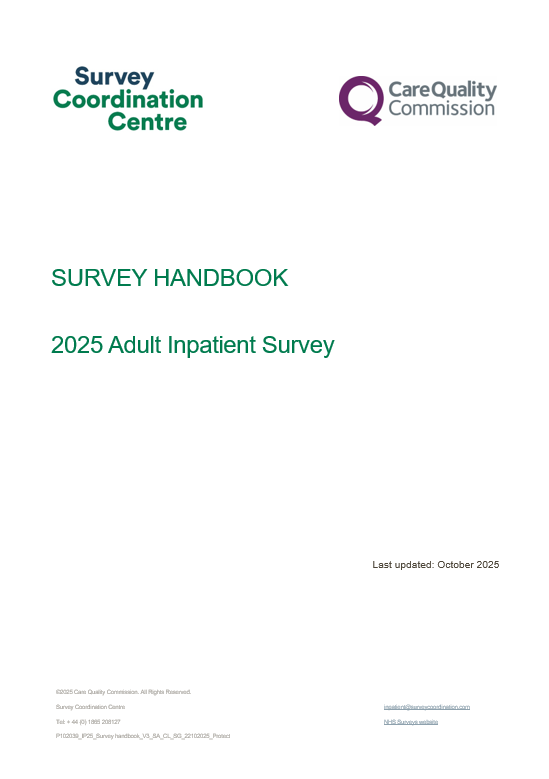 Survey
Coordination
Centre
CareQuality
Commission
SURVEY HANDBOOK
2025 Adult Inpatient Survey
Last updated: October 2025
©2025 Care Quality Commission. All Rights Reserved.
Survey Coordination Centre
inpatient@surveycoordination.com
Tel: + 44 (0) 1865 208127
NHS Surveys website
P102039_IP25_Survey handbook_V3_SA_CL_SG_22102025_Protect